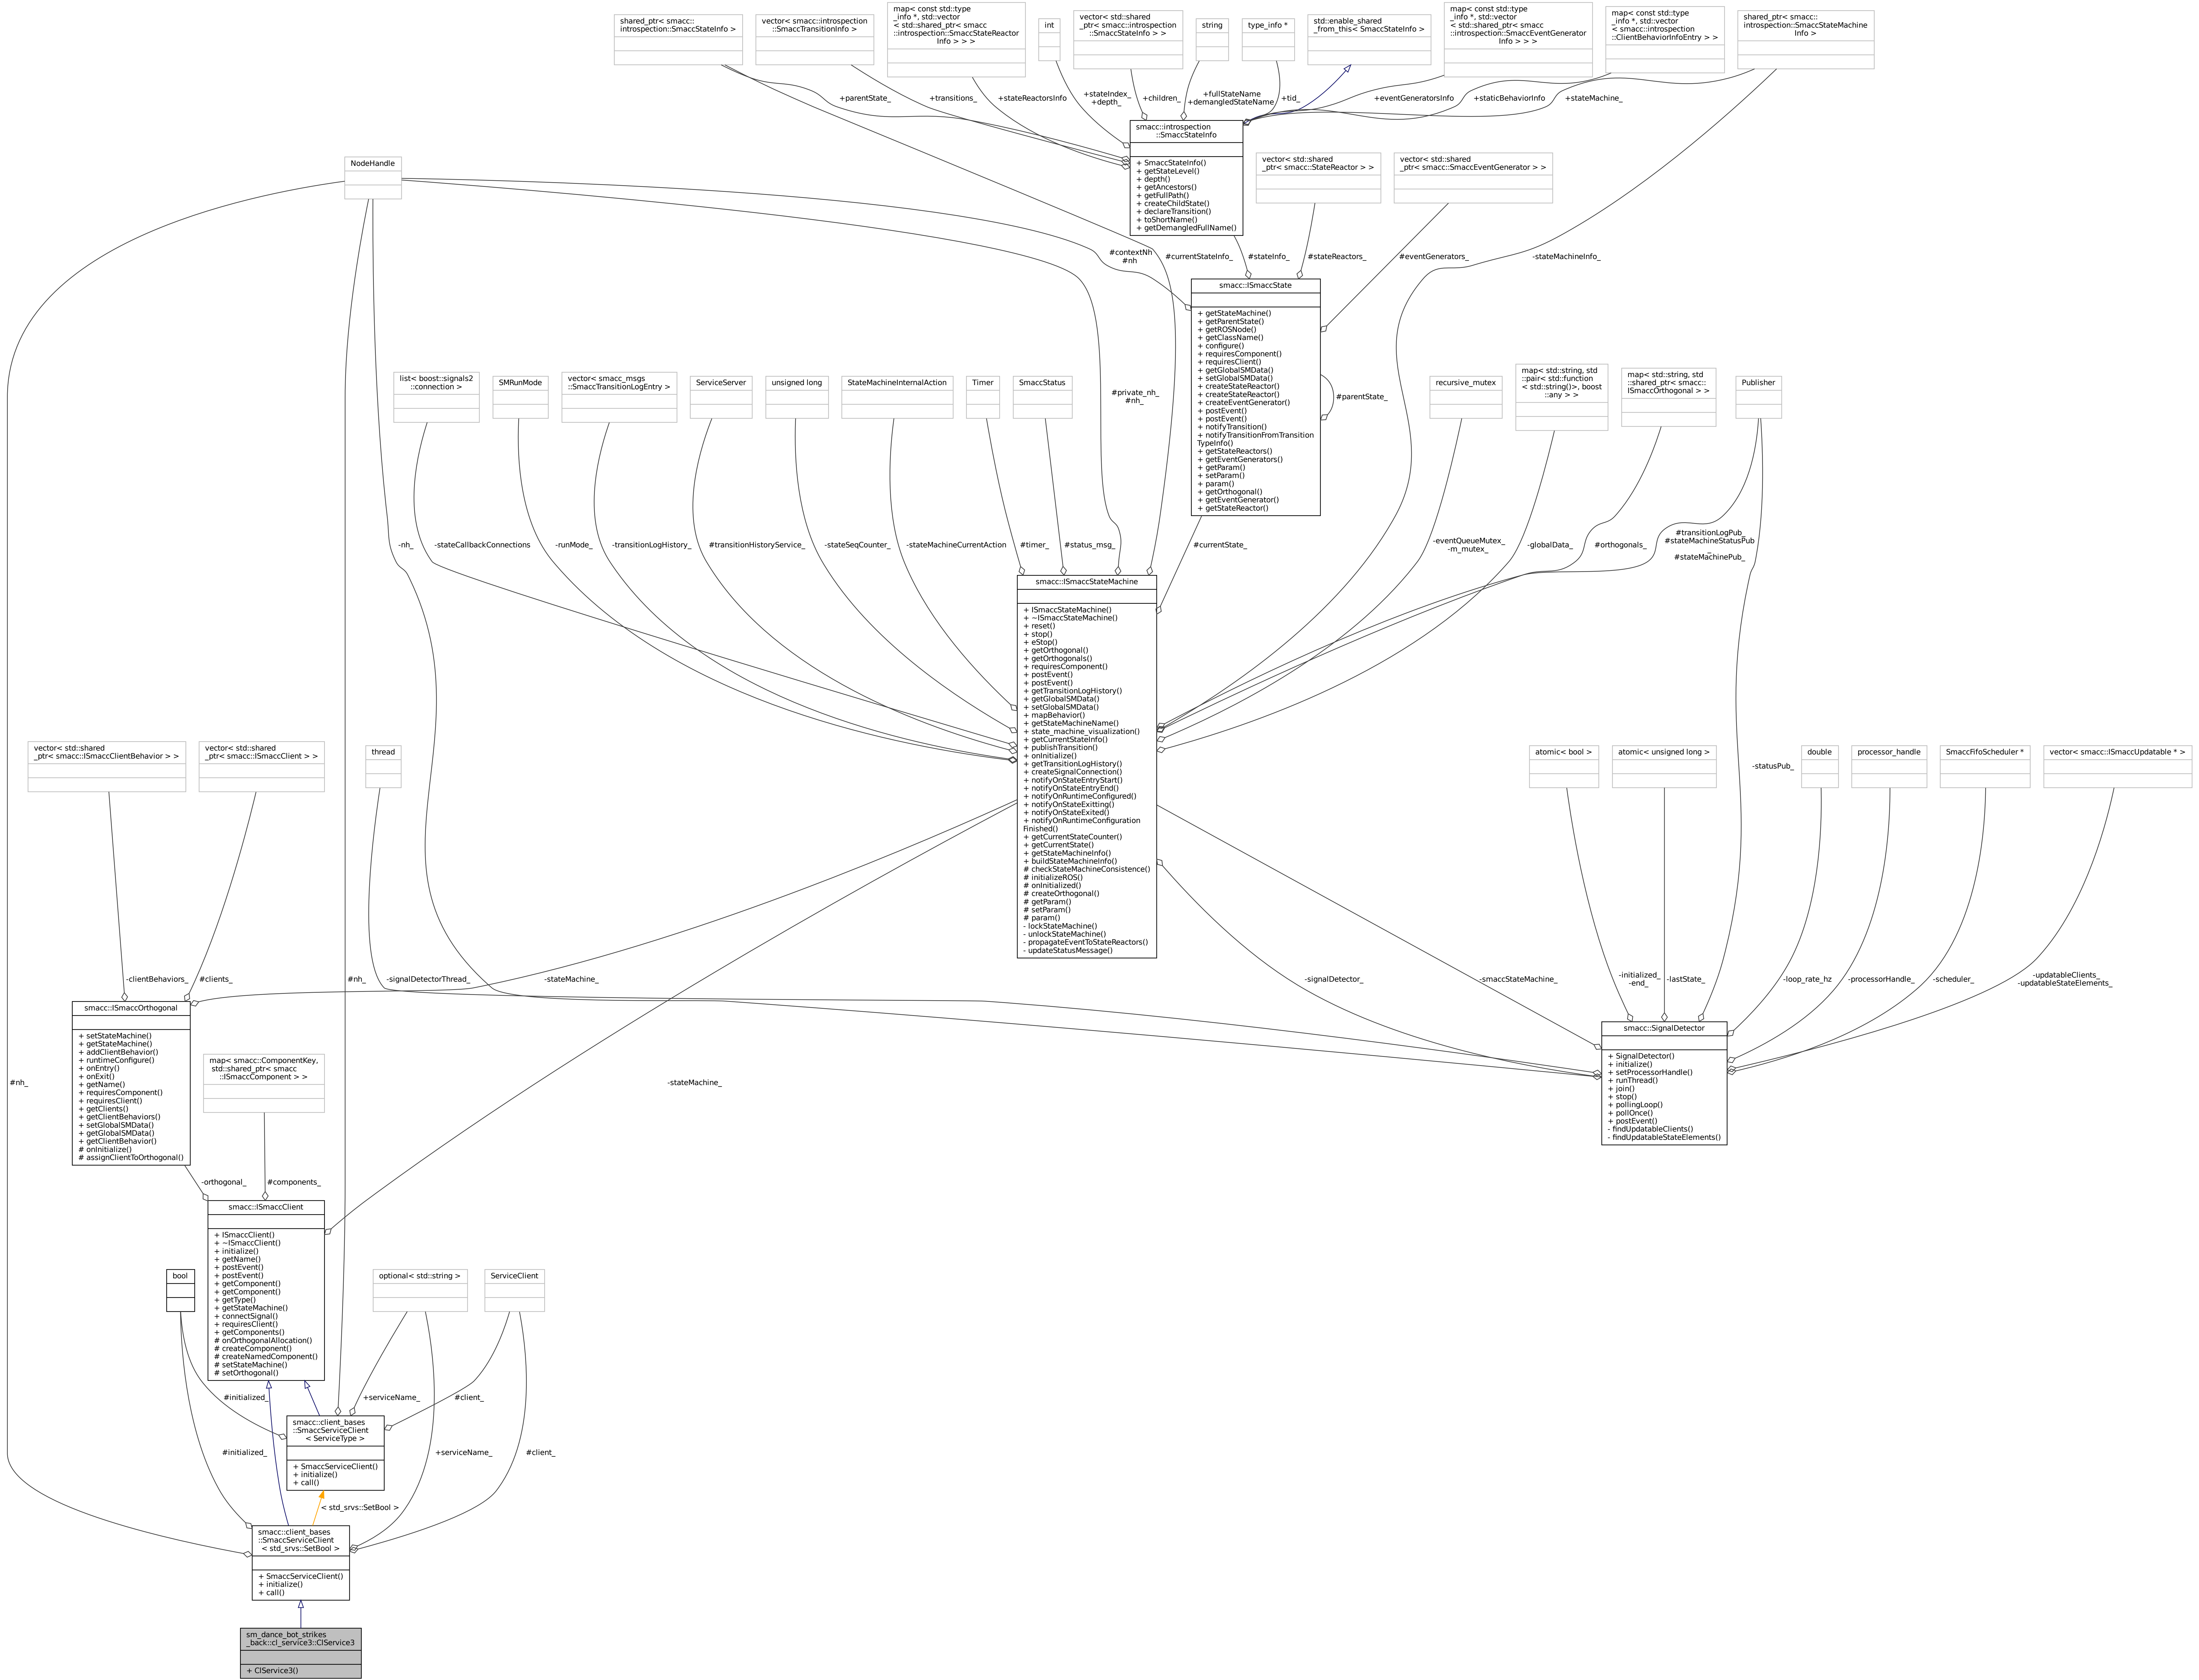 shared_ptr< smacc::
introspection::SmaccStateInfo >
vector< smacc::introspection
::SmaccTransitionInfo >
map< const std::type
_info *, std::vector
< std::shared_ptr< smacc
::introspection::SmaccStateReactor
Info > > >
int
vector< std::shared
_ptr< smacc::introspection
::SmaccStateInfo > >
string
type_info *
std::enable_shared
_from_this< SmaccStateInfo >
map< const std::type
_info *, std::vector
< std::shared_ptr< smacc
::introspection::SmaccEventGenerator
Info > > >
map< const std::type
_info *, std::vector
< smacc::introspection
::ClientBehaviorInfoEntry > >
shared_ptr< smacc::
introspection::SmaccStateMachine
Info >
+parentState_
+transitions_
+stateReactorsInfo
+stateIndex_
+depth_
+children_
+fullStateName
+demangledStateName
+tid_
+eventGeneratorsInfo
+staticBehaviorInfo
+stateMachine_
smacc::introspection
::SmaccStateInfo
+ SmaccStateInfo()
+ getStateLevel()
+ depth()
+ getAncestors()
+ getFullPath()
+ createChildState()
+ declareTransition()
+ toShortName()
+ getDemangledFullName()
NodeHandle
vector< std::shared
_ptr< smacc::StateReactor > >
vector< std::shared
_ptr< smacc::SmaccEventGenerator > >
#contextNh
#nh
#currentStateInfo_
#stateInfo_
#stateReactors_
#eventGenerators_
-stateMachineInfo_
smacc::ISmaccState
+ getStateMachine()
+ getParentState()
+ getROSNode()
+ getClassName()
+ configure()
+ requiresComponent()
+ requiresClient()
+ getGlobalSMData()
+ setGlobalSMData()
+ createStateReactor()
+ createStateReactor()
+ createEventGenerator()
+ postEvent()
+ postEvent()
+ notifyTransition()
+ notifyTransitionFromTransition
TypeInfo()
+ getStateReactors()
+ getEventGenerators()
+ getParam()
+ setParam()
+ param()
+ getOrthogonal()
+ getEventGenerator()
+ getStateReactor()
#parentState_
list< boost::signals2
::connection >
SMRunMode
vector< smacc_msgs
::SmaccTransitionLogEntry >
ServiceServer
unsigned long
StateMachineInternalAction
Timer
SmaccStatus
#private_nh_
#nh_
recursive_mutex
map< std::string, std
::pair< std::function
< std::string()>, boost
::any > >
map< std::string, std
::shared_ptr< smacc::
ISmaccOrthogonal > >
Publisher
-nh_
-stateCallbackConnections
-runMode_
-transitionLogHistory_
#transitionHistoryService_
-stateSeqCounter_
-stateMachineCurrentAction
#timer_
#status_msg_
#currentState_
-eventQueueMutex_
-m_mutex_
-globalData_
#orthogonals_
#transitionLogPub_
#stateMachineStatusPub
_
#stateMachinePub_
smacc::ISmaccStateMachine
+ ISmaccStateMachine()
+ ~ISmaccStateMachine()
+ reset()
+ stop()
+ eStop()
+ getOrthogonal()
+ getOrthogonals()
+ requiresComponent()
+ postEvent()
+ postEvent()
+ getTransitionLogHistory()
+ getGlobalSMData()
+ setGlobalSMData()
+ mapBehavior()
+ getStateMachineName()
+ state_machine_visualization()
+ getCurrentStateInfo()
+ publishTransition()
+ onInitialize()
+ getTransitionLogHistory()
+ createSignalConnection()
+ notifyOnStateEntryStart()
+ notifyOnStateEntryEnd()
+ notifyOnRuntimeConfigured()
+ notifyOnStateExitting()
+ notifyOnStateExited()
+ notifyOnRuntimeConfiguration
Finished()
+ getCurrentStateCounter()
+ getCurrentState()
+ getStateMachineInfo()
+ buildStateMachineInfo()
# checkStateMachineConsistence()
# initializeROS()
# onInitialized()
# createOrthogonal()
# getParam()
# setParam()
# param()
- lockStateMachine()
- unlockStateMachine()
- propagateEventToStateReactors()
- updateStatusMessage()
vector< std::shared
_ptr< smacc::ISmaccClientBehavior > >
vector< std::shared
_ptr< smacc::ISmaccClient > >
thread
-statusPub_
atomic< bool >
atomic< unsigned long >
double
processor_handle
SmaccFifoScheduler *
vector< smacc::ISmaccUpdatable * >
-clientBehaviors_
#clients_
#nh_
-signalDetectorThread_
-stateMachine_
-signalDetector_
-smaccStateMachine_
-initialized_
-end_
-lastState_
-loop_rate_hz
-processorHandle_
-scheduler_
-updatableClients_
-updatableStateElements_
smacc::ISmaccOrthogonal
+ setStateMachine()
+ getStateMachine()
+ addClientBehavior()
+ runtimeConfigure()
+ onEntry()
+ onExit()
+ getName()
+ requiresComponent()
+ requiresClient()
+ getClients()
+ getClientBehaviors()
+ setGlobalSMData()
+ getGlobalSMData()
+ getClientBehavior()
# onInitialize()
# assignClientToOrthogonal()
smacc::SignalDetector
+ SignalDetector()
+ initialize()
+ setProcessorHandle()
+ runThread()
+ join()
+ stop()
+ pollingLoop()
+ pollOnce()
+ postEvent()
- findUpdatableClients()
- findUpdatableStateElements()
map< smacc::ComponentKey,
std::shared_ptr< smacc
::ISmaccComponent > >
#nh_
-stateMachine_
-orthogonal_
#components_
smacc::ISmaccClient
+ ISmaccClient()
+ ~ISmaccClient()
+ initialize()
+ getName()
+ postEvent()
+ postEvent()
+ getComponent()
+ getComponent()
+ getType()
+ getStateMachine()
+ connectSignal()
+ requiresClient()
+ getComponents()
# onOrthogonalAllocation()
# createComponent()
# createNamedComponent()
# setStateMachine()
# setOrthogonal()
bool
optional< std::string >
ServiceClient
#initialized_
+serviceName_
#client_
smacc::client_bases
::SmaccServiceClient
< ServiceType >
+ SmaccServiceClient()
+ initialize()
+ call()
#initialized_
+serviceName_
#client_
< std_srvs::SetBool >
smacc::client_bases
::SmaccServiceClient
< std_srvs::SetBool >
+ SmaccServiceClient()
+ initialize()
+ call()
sm_dance_bot_strikes
_back::cl_service3::ClService3
+ ClService3()